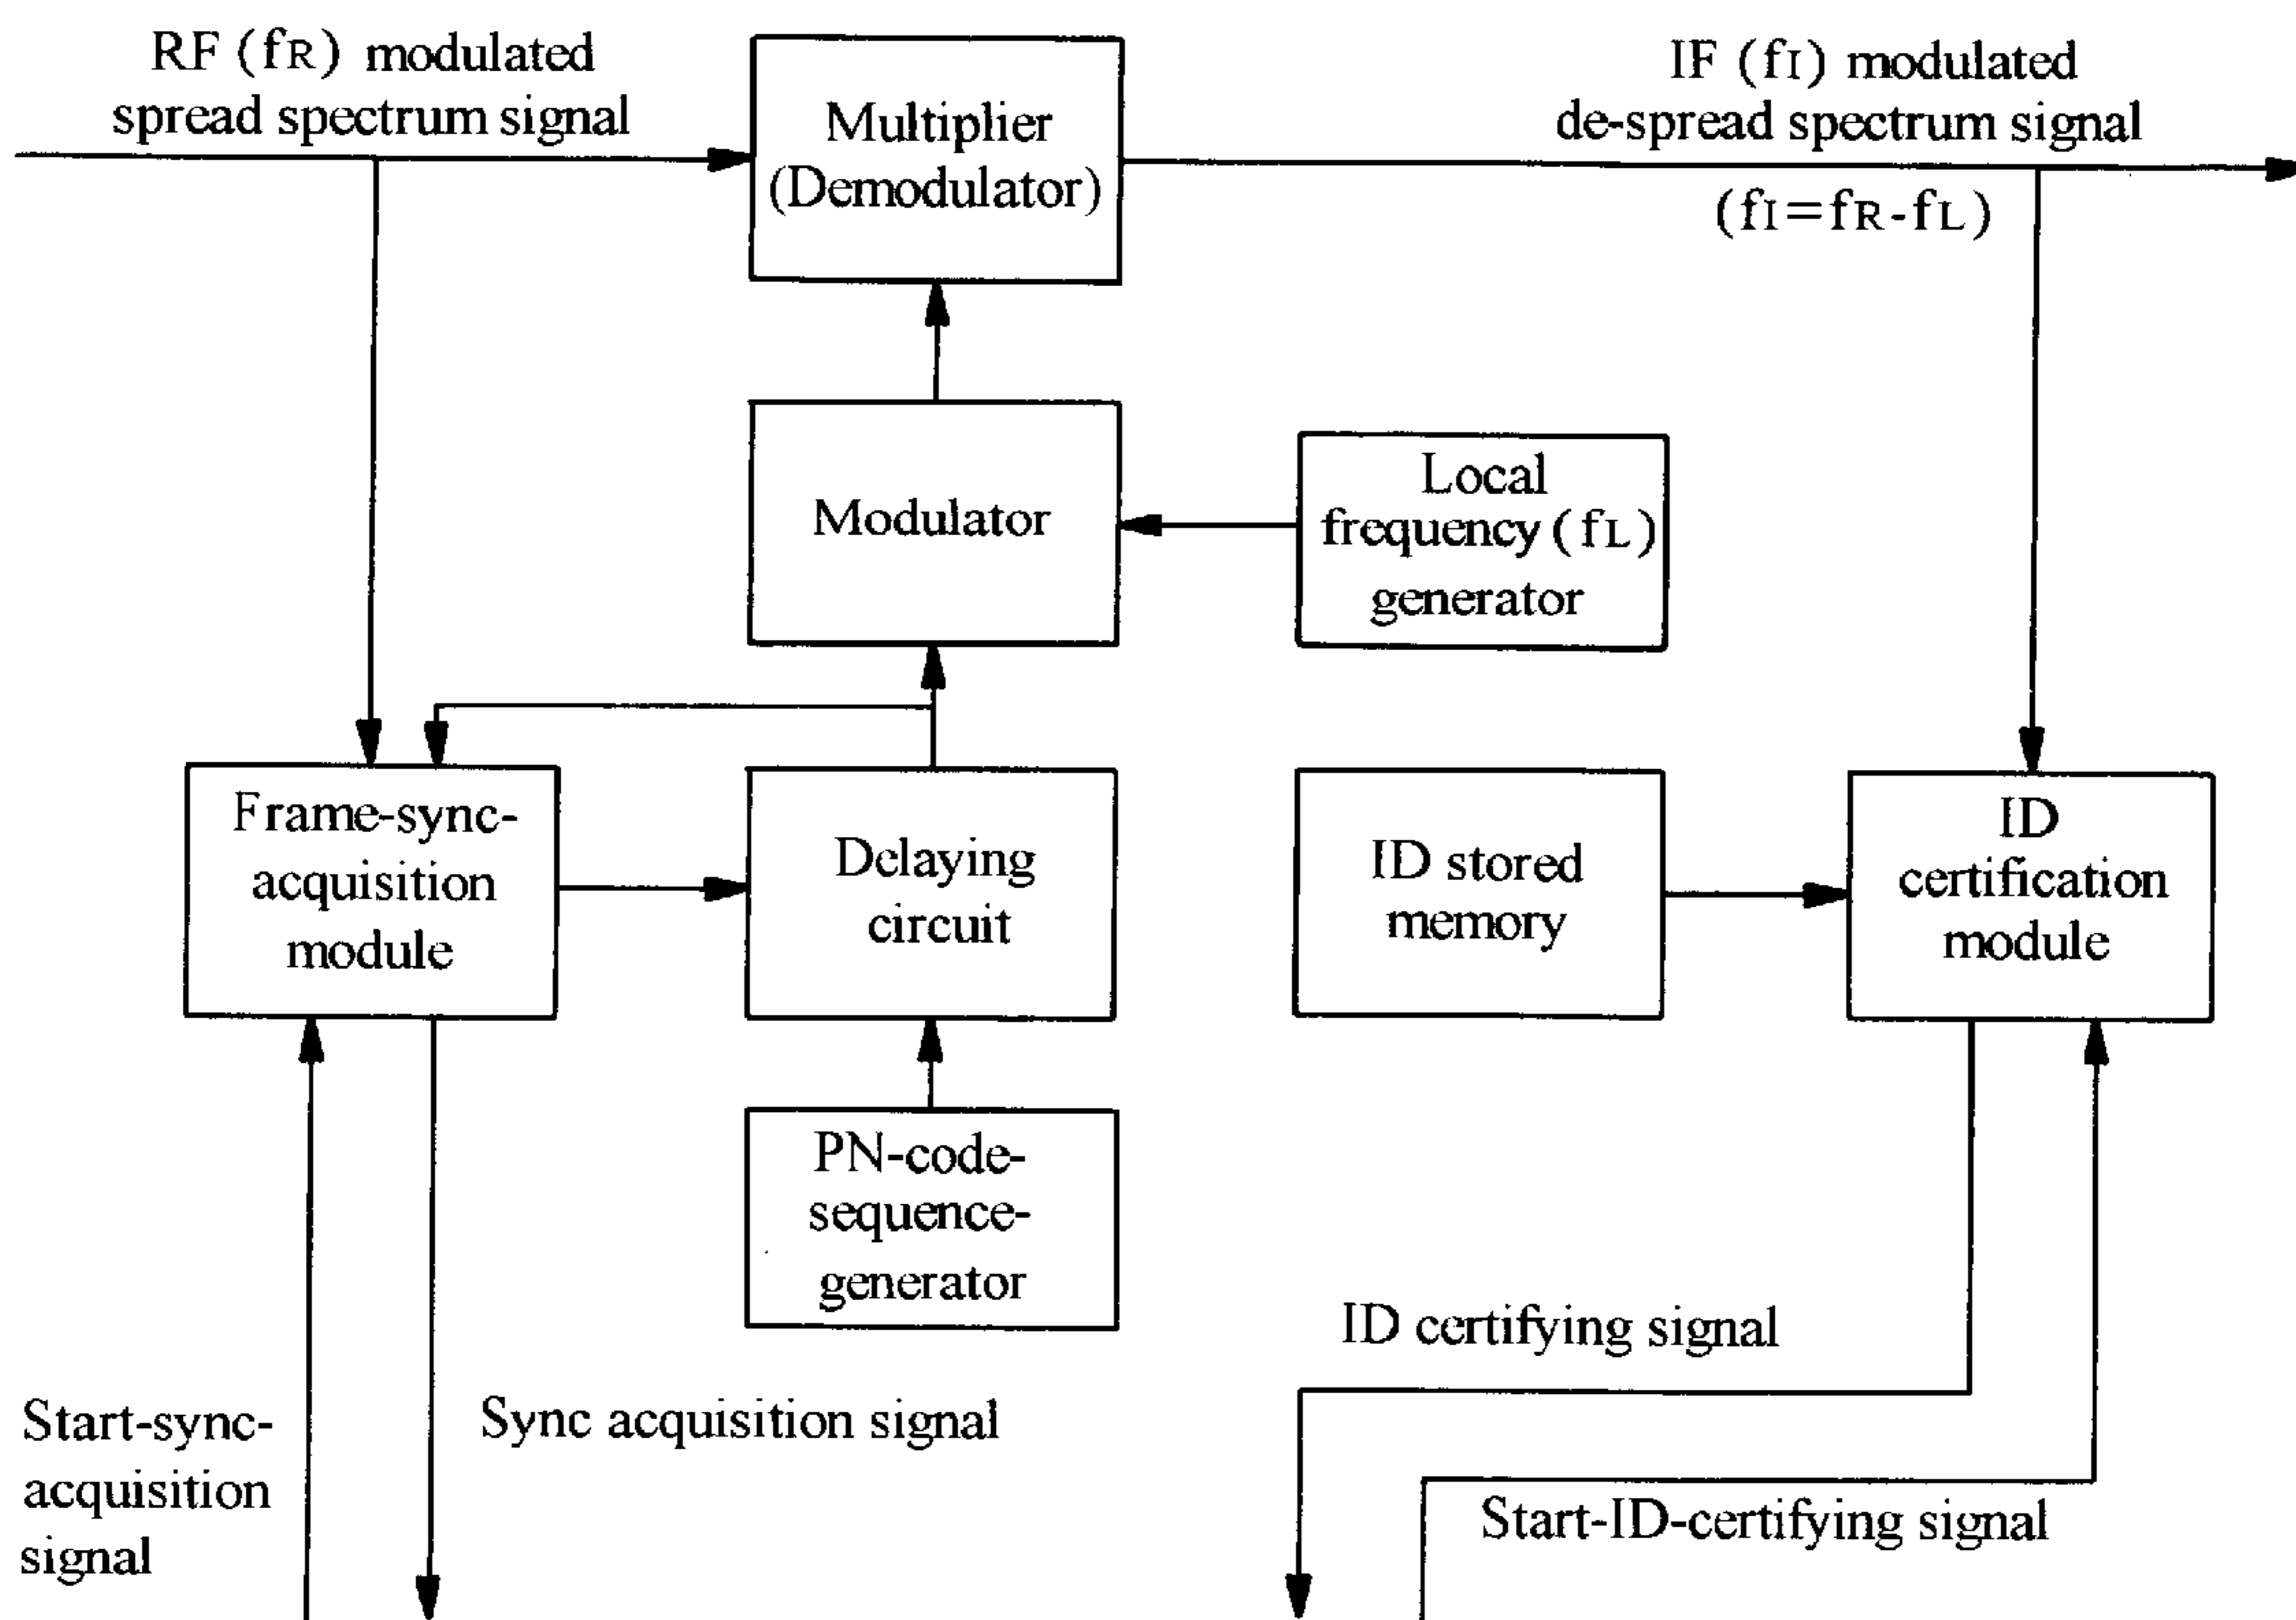 RF (fR) modulated
spread spectrum signal
Multiplier
(Demodulator)
IF (fI) modulated
de-spread spectrum signal
(fI=fR-fL)
Modulator
Local
frequency (fL)
generator
Frame-sync-
acquisition
module
Delaying
circuit
ID stored
memory
ID
certification
module
PN-code-
sequence-
generator
ID certifying signal
Start-sync-
acquisition
signal
Sync acquisition signal
Start-ID-certifying signal